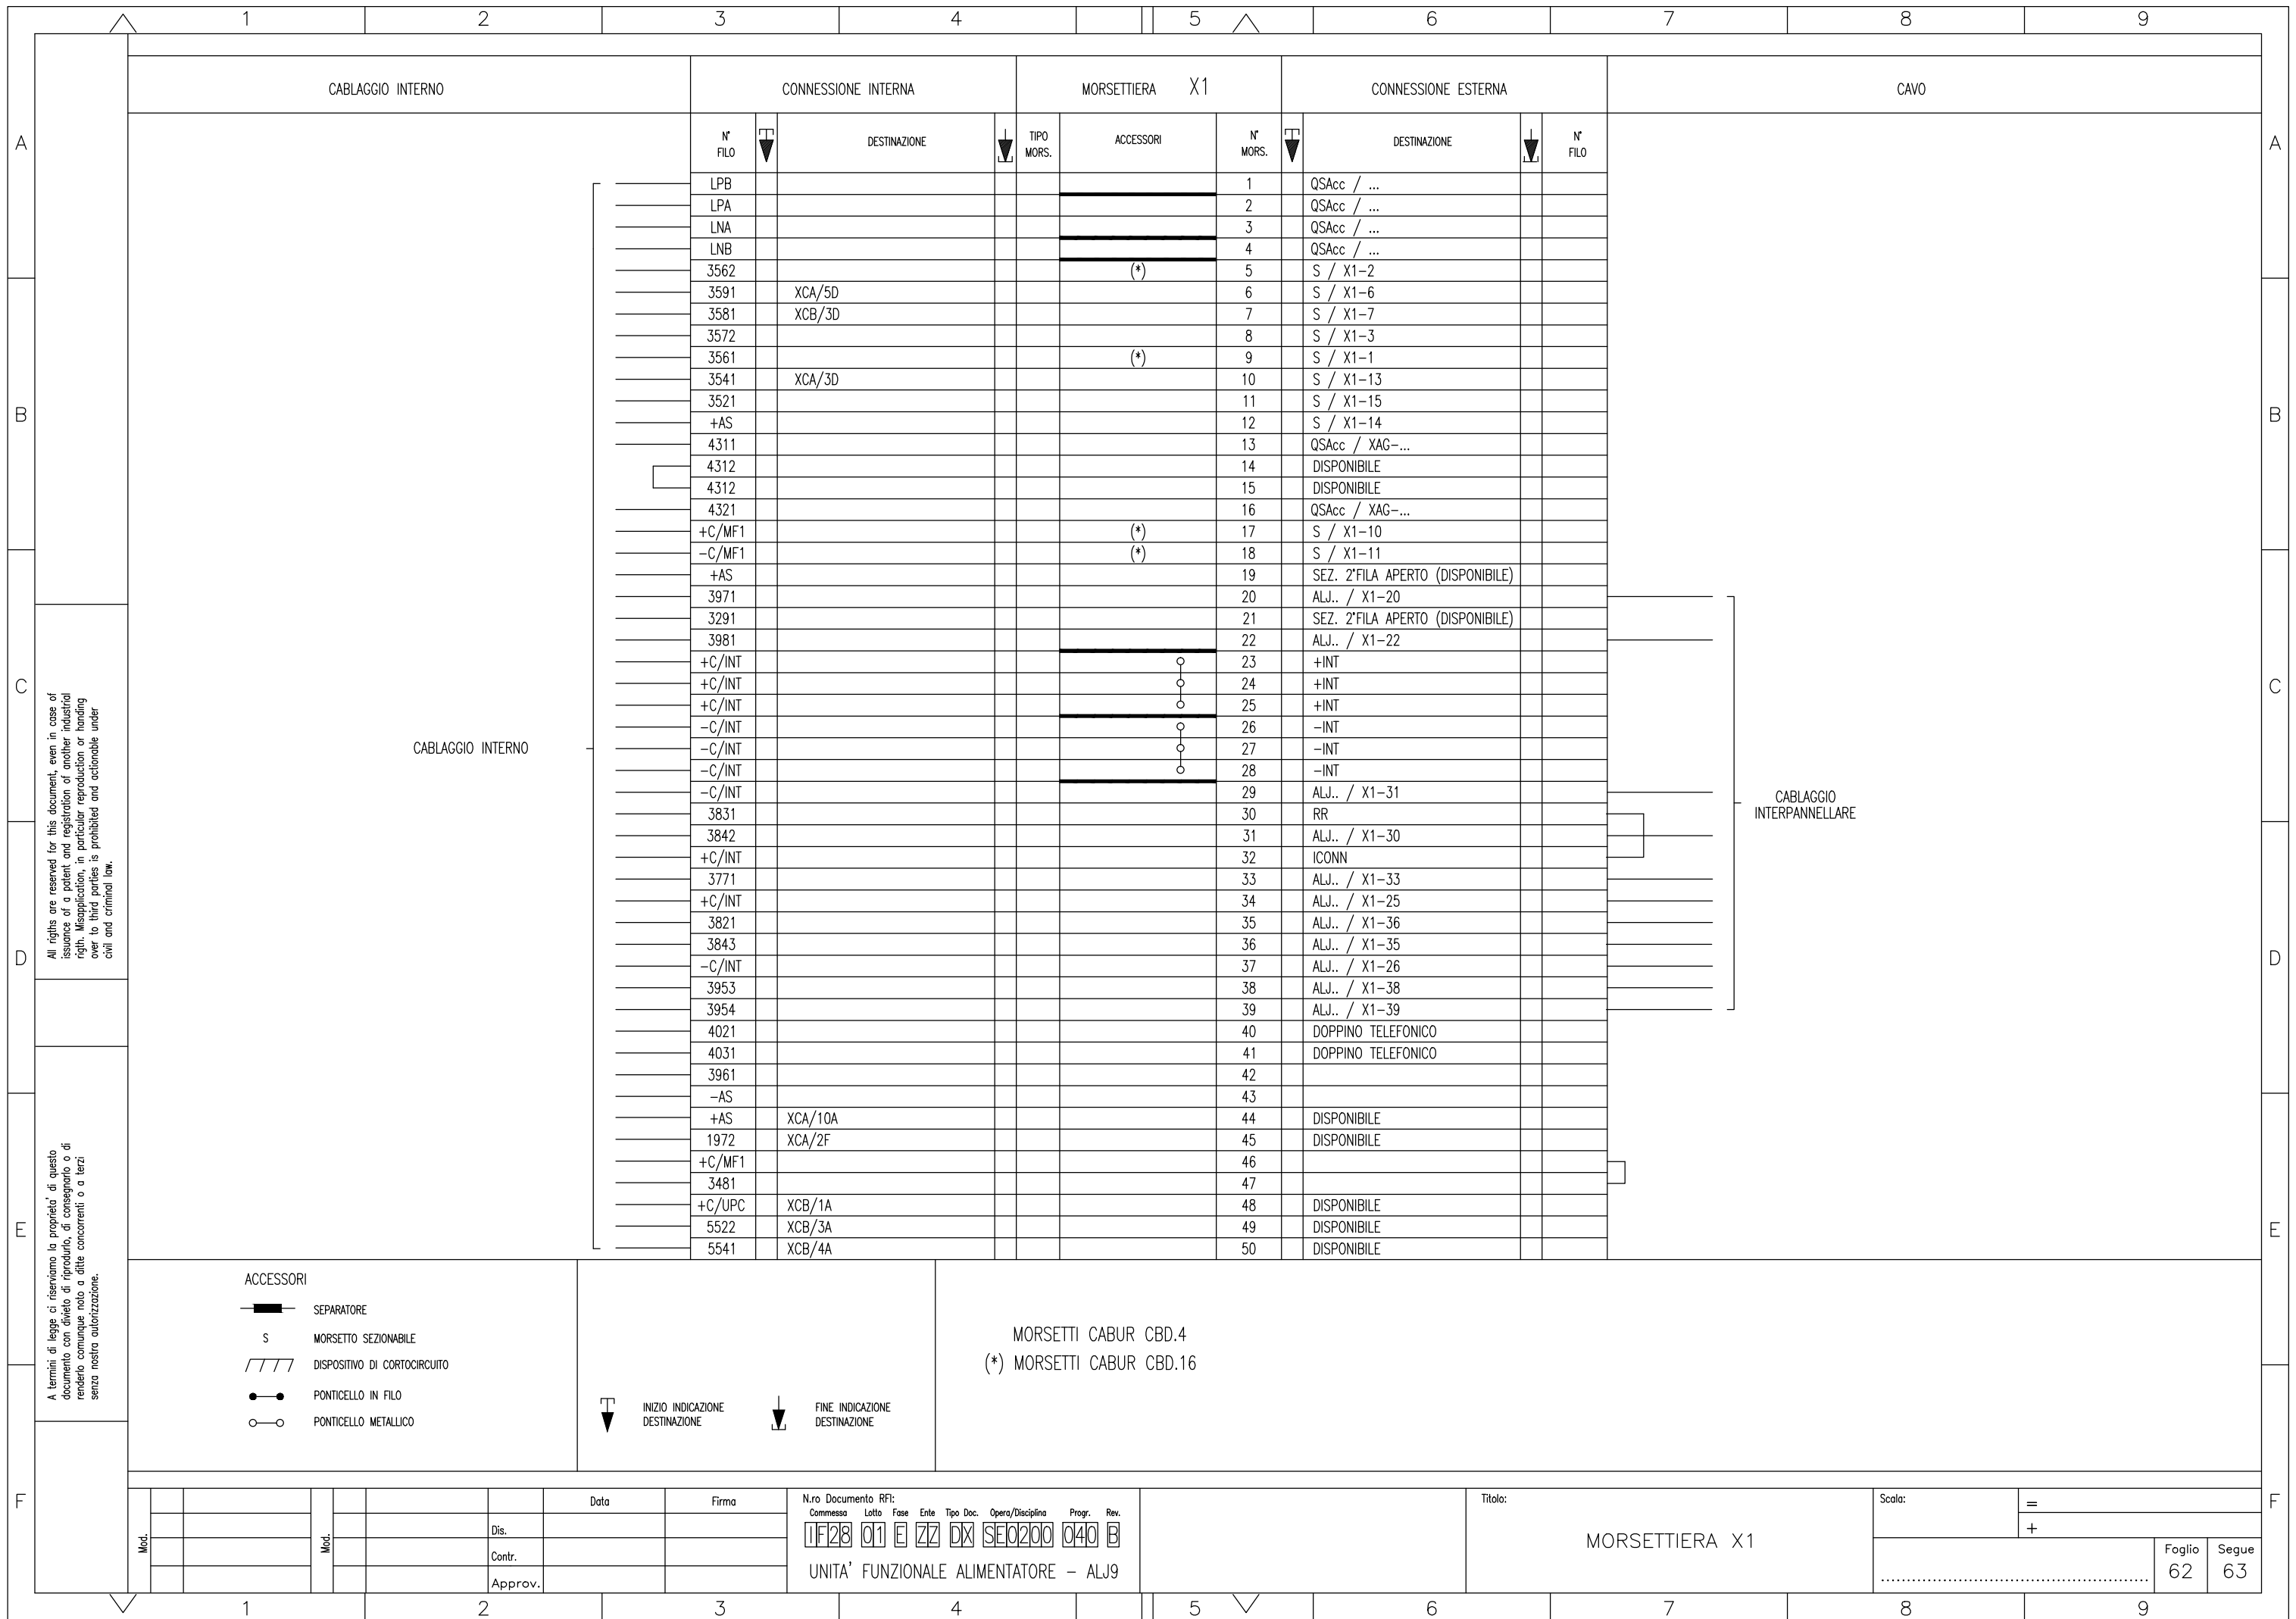 1 2 3 4 5 6 7 8 9
CABLAGGIO INTERNO CONNESSIONE INTERNA MORSETTIERA X1 CONNESSIONE ESTERNA CAVO
N° FILO DESTINAZIONE TIPO MORS. ACCESSORI N° MORS. DESTINAZIONE N° FILO
A A
B B
C C
D D
E E
F F
LPB 1 QSAcc / ...
LPA 2 QSAcc / ...
LNA 3 QSAcc / ...
LNB 4 QSAcc / ...
3562 (*) 5 S / X1-2
3591 XCA/5D 6 S / X1-6
3581 XCB/3D 7 S / X1-7
3572 8 S / X1-3
3561 (*) 9 S / X1-1
3541 XCA/3D 10 S / X1-13
3521 11 S / X1-15
+AS 12 S / X1-14
4311 13 QSAcc / XAG-...
4312 14 DISPONIBILE
4312 15 DISPONIBILE
4321 16 QSAcc / XAG-...
+C/MF1 (*) 17 S / X1-10
-C/MF1 (*) 18 S / X1-11
+AS 19 SEZ. 2°FILA APERTO (DISPONIBILE)
3971 20 ALJ.. / X1-20
3291 21 SEZ. 2°FILA APERTO (DISPONIBILE)
3981 22 ALJ.. / X1-22
+C/INT 23 +INT
+C/INT 24 +INT
+C/INT 25 +INT
-C/INT 26 -INT
-C/INT 27 -INT
-C/INT 28 -INT
-C/INT 29 ALJ.. / X1-31
3831 30 RR
3842 31 ALJ.. / X1-30
+C/INT 32 ICONN
3771 33 ALJ.. / X1-33
+C/INT 34 ALJ.. / X1-25
3821 35 ALJ.. / X1-36
3843 36 ALJ.. / X1-35
-C/INT 37 ALJ.. / X1-26
3953 38 ALJ.. / X1-38
3954 39 ALJ.. / X1-39
4021 40 DOPPINO TELEFONICO
4031 41 DOPPINO TELEFONICO
3961 42
-AS 43
+AS XCA/10A 44 DISPONIBILE
1972 XCA/2F 45 DISPONIBILE
+C/MF1 46
3481 47
+C/UPC XCB/1A 48 DISPONIBILE
5522 XCB/3A 49 DISPONIBILE
5541 XCB/4A 50 DISPONIBILE
CABLAGGIO INTERNO
CABLAGGIO
INTERPANNELLARE
All rigths are reserved for this document, even in case of
issuance of a patent and registration of another industrial
rigth. Misapplication, in particular reproduction or handing
over to third parties is prohibited and actionable under
civil and criminal law.
A termini di legge ci riserviamo la proprieta' di questo
documento con divieto di riprodurlo, di consegnarlo o di
renderlo comunque noto a ditte concorrenti o a terzi
senza nostra autorizzazione.
ACCESSORI
SEPARATORE
S MORSETTO SEZIONABILE
DISPOSITIVO DI CORTOCIRCUITO
PONTICELLO IN FILO
PONTICELLO METALLICO
INIZIO INDICAZIONE
DESTINAZIONE
FINE INDICAZIONE
DESTINAZIONE
MORSETTI CABUR CBD.4
(*) MORSETTI CABUR CBD.16
Mod. Mod.
Data Firma
Dis.
Contr.
Approv.
N.ro Documento RFI:
Commessa Lotto Fase Ente Tipo Doc. Opera/Disciplina Progr. Rev.
IF28 01 E ZZ DX SE0200 040 B
UNITA' FUNZIONALE ALIMENTATORE - ALJ9
Titolo:
MORSETTIERA X1
Scala:
=
+
Foglio
62
Segue
63
1 2 3 4 5 6 7 8 9